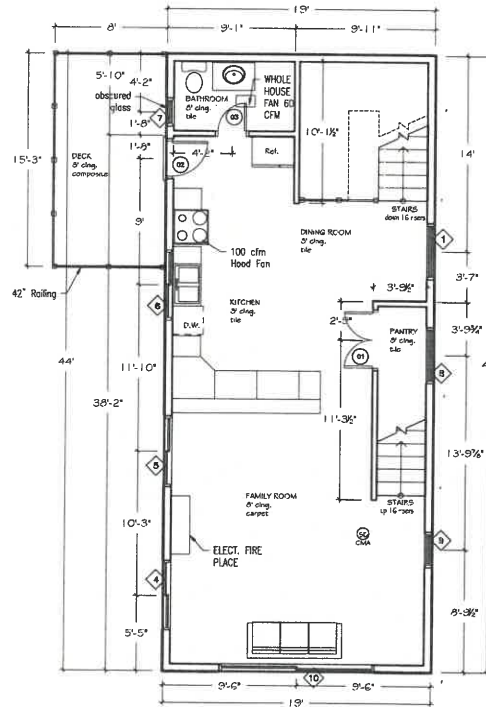 19'
8'
9'-1"
9'-11"
5'-10"
4'-2"
obscured
glass
7
1'-8"
1'-8"
BATHROOM
8' clng.
tile
WHOLE
HOUSE
FAN 60
CFM
03
10'-1½"
14'
15'-3"
DECK
8' clng.
composite
02
4'-2"
Ref.
9'
STAIRS
down 16 risers
DINING ROOM
8' clng.
tile
1
100 cfm
Hood Fan
3'-7"
3'-9½"
42" Railing
6
KITCHEN
8' clng.
tile
D.W.
2'-5"
3'-9¾"
PANTRY
8' clng.
tile
01
8
44'
38'-2"
11'-10"
11'-3½"
13'-9⅞"
5
FAMILY ROOM
8' clng.
carpet
STAIRS
up 16 risers
10'-3"
ELECT. FIRE
PLACE
CMA
9
4
8'-9½"
5'-5"
10
9'-6"
9'-6"
19'